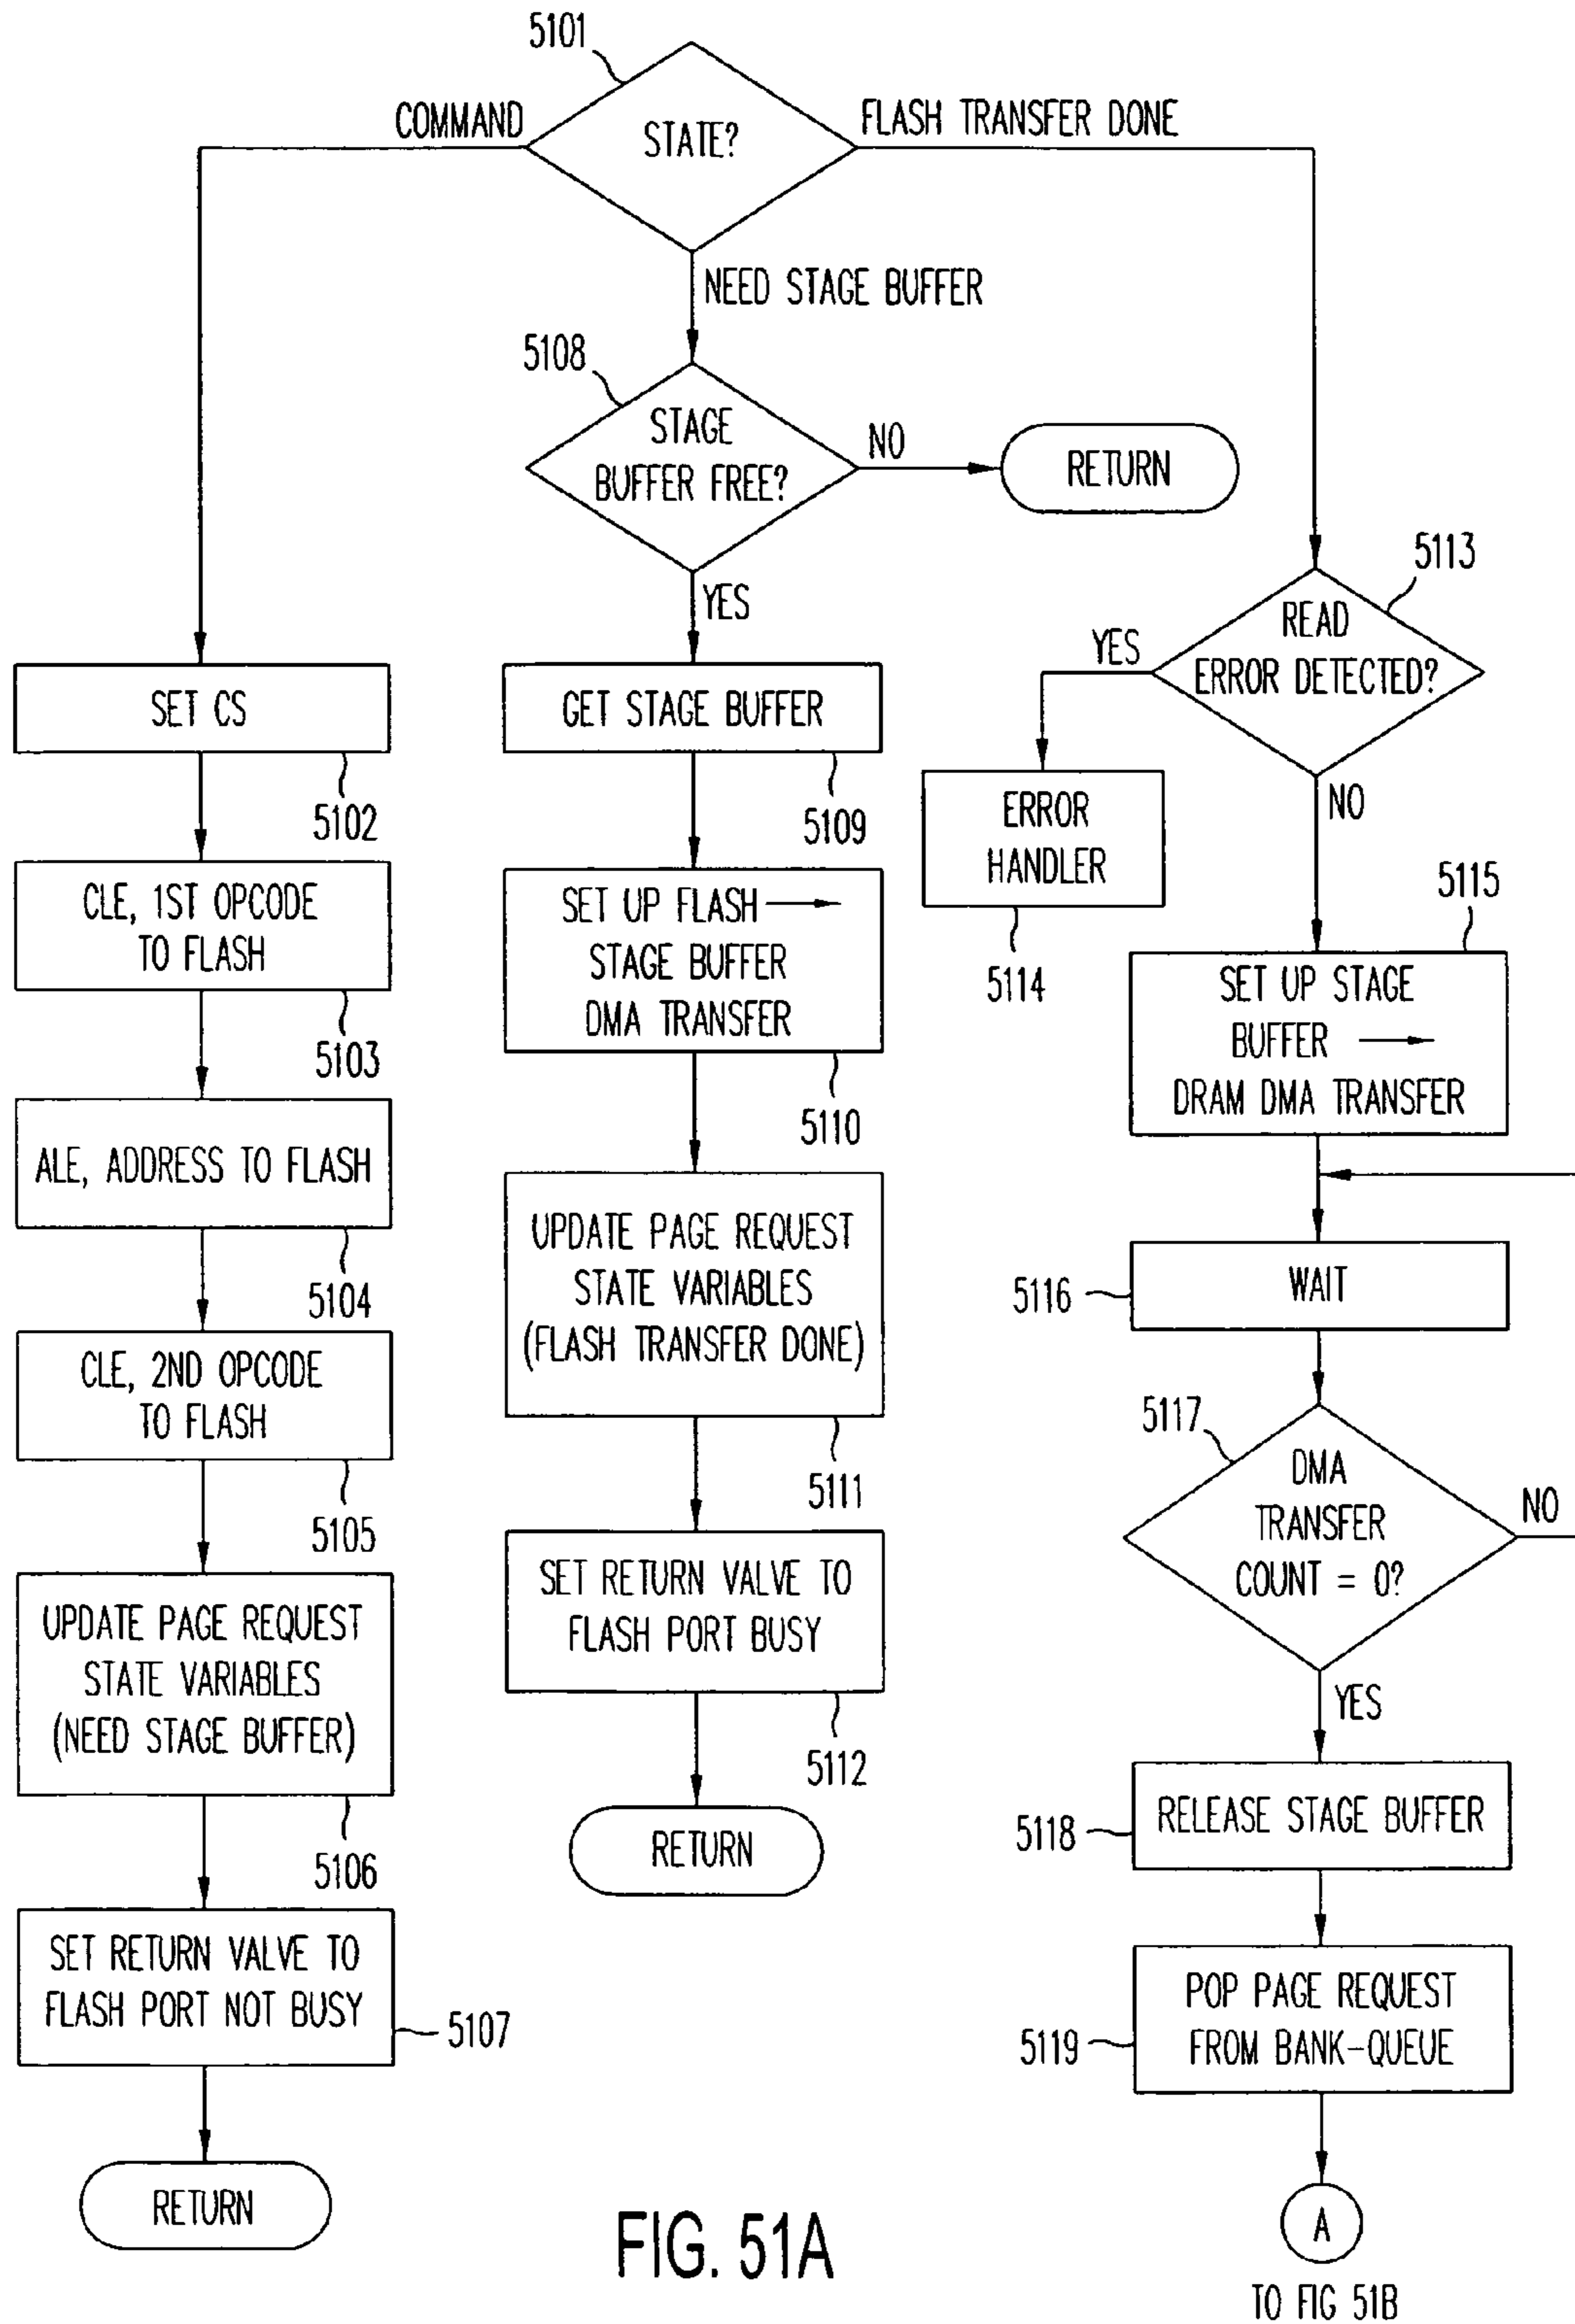 5101
COMMAND
STATE?
FLASH TRANSFER DONE
NEED STAGE BUFFER
5108
STAGE
BUFFER FREE?
NO
RETURN
YES
5113
READ
ERROR DETECTED?
YES
NO
ERROR
HANDLER
5114
SET CS
5102
CLE, 1ST OPCODE
TO FLASH
5103
ALE, ADDRESS TO FLASH
5104
CLE, 2ND OPCODE
TO FLASH
5105
UPDATE PAGE REQUEST
STATE VARIABLES
(NEED STAGE BUFFER)
5106
SET RETURN VALVE TO
FLASH PORT NOT BUSY
5107
RETURN
GET STAGE BUFFER
5109
SET UP FLASH →
STAGE BUFFER
DMA TRANSFER
5110
UPDATE PAGE REQUEST
STATE VARIABLES
(FLASH TRANSFER DONE)
5111
SET RETURN VALVE TO
FLASH PORT BUSY
5112
RETURN
5115
SET UP STAGE
BUFFER →
DRAM DMA TRANSFER
5116
WAIT
5117
DMA
TRANSFER
COUNT = 0?
NO
YES
5118
RELEASE STAGE BUFFER
5119
POP PAGE REQUEST
FROM BANK-QUEUE
A
TO FIG 51B
FIG. 51A